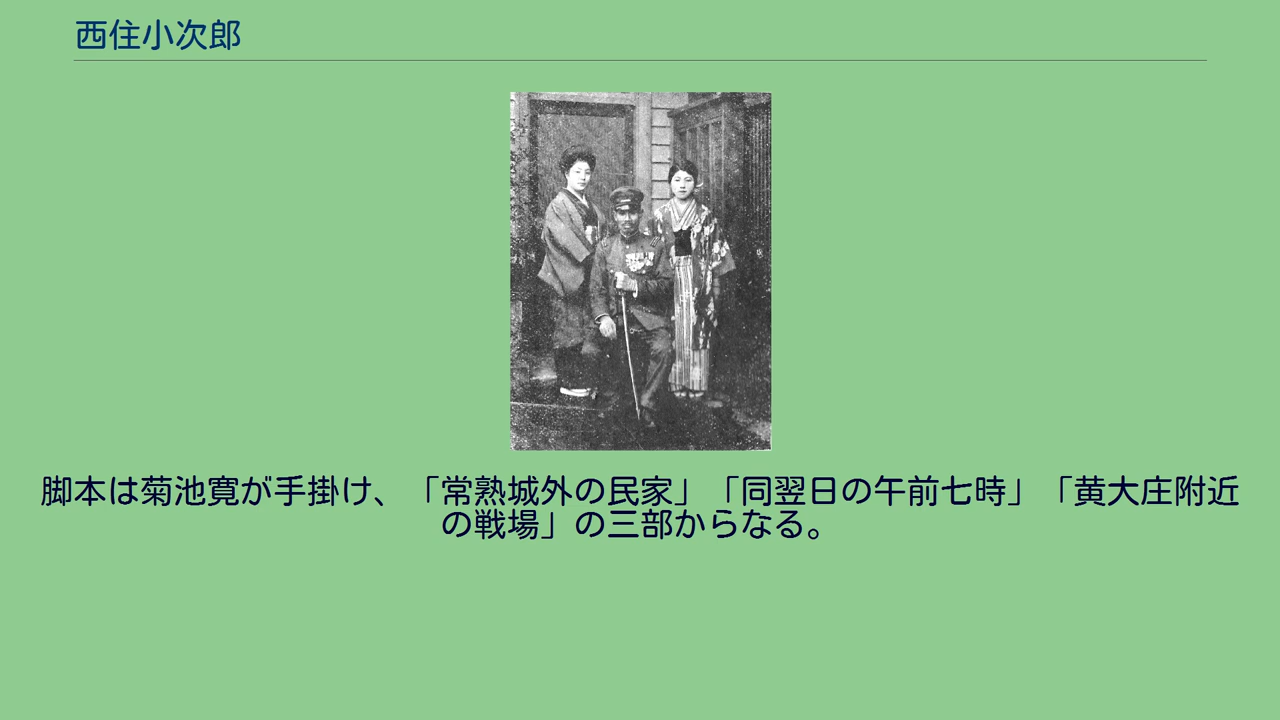 西住小次郎
脚本は菊池寛が手掛け、「常熟城外の民家」「同翌日の午前七時」「黄大庄附近
の戦場」の三部からなる。